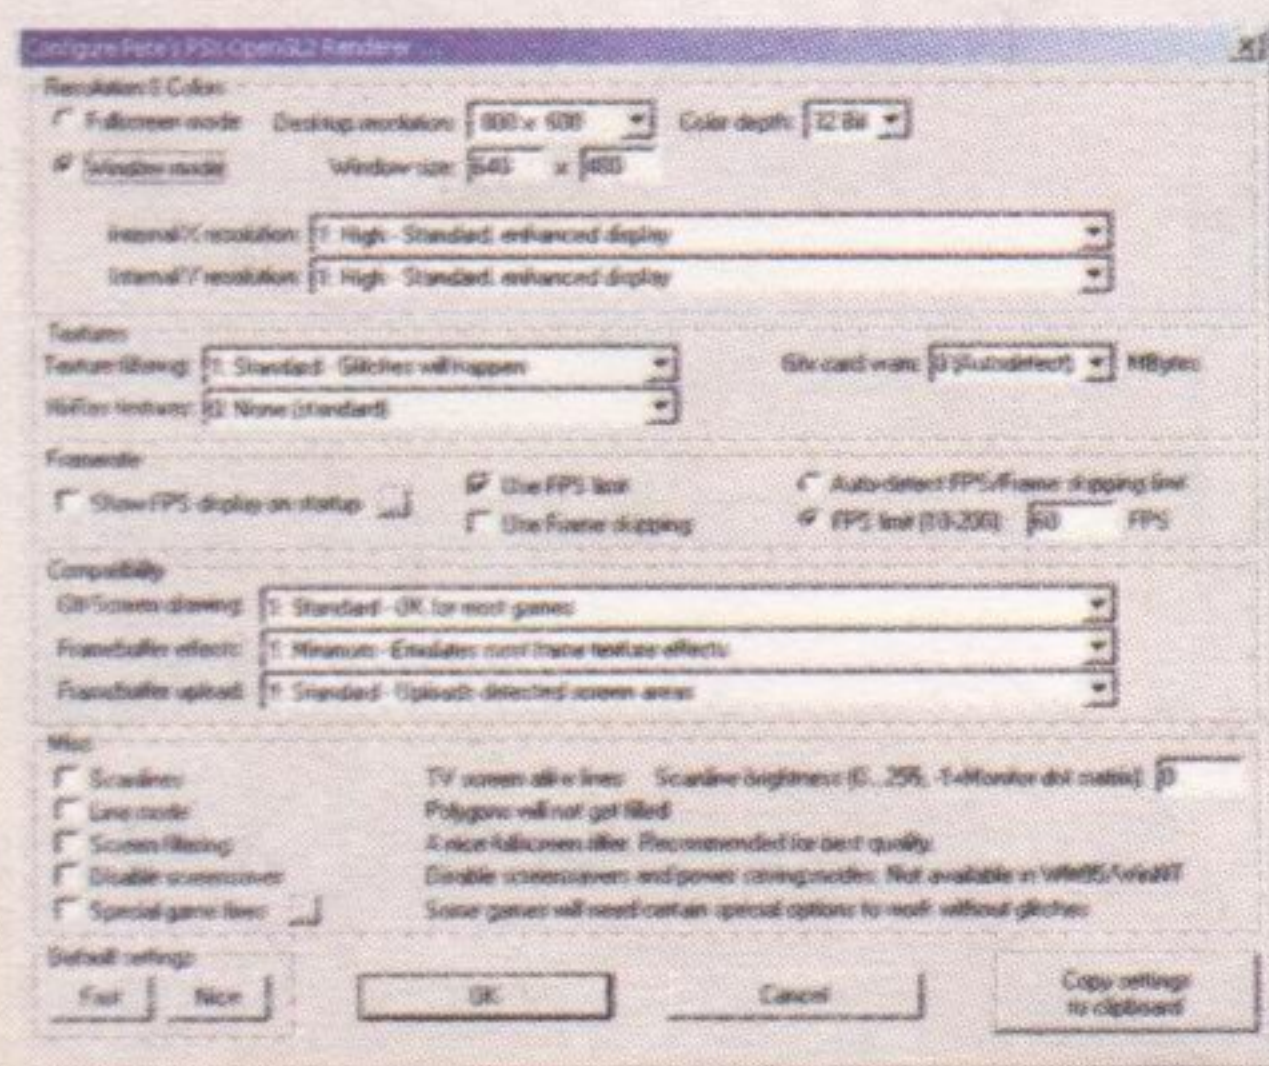 Configure Pete's PSX OpenGL2 Renderer ...
Resolution & Colors
Fullscreen mode Desktop resolution: 800 x 600 Color depth: 32 Bit
Window mode Window size: 640 x 480
Internal X resolution: 1: High - Standard, enhanced display
Internal Y resolution: 1: High - Standard, enhanced display
Textures
Texture filtering: 1: Standard - Glitches will happen Gfx card vram: 0 (Autodetect) MBytes
HiRes textures: 0: None (standard)
Framerate
Show FPS display on startup ... Use FPS limit Auto-detect FPS/Frame skipping limit
Use Frame skipping FPS limit (10-200) 60 FPS
Compatibility
Off-Screen drawing: 1: Standard - OK for most games
Framebuffer effects: 1: Minimum - Emulates most frame texture effects
Framebuffer upload: 1: Standard - Uploads detected screen areas
Misc
Scanlines TV screen alike lines Scanline brightness (0...255, -1=Monitor dot matrix): 0
Line mode Polygons will not get filled
Screen filtering A nice fullscreen filter. Recommended for best quality.
Disable screensaver Disable screensavers and power saving modes. Not available in Win95/WinNT
Special game fixes ... Some games will need certain special options to work without glitches
Default settings
Fast Nice OK Cancel Copy settings
to clipboard